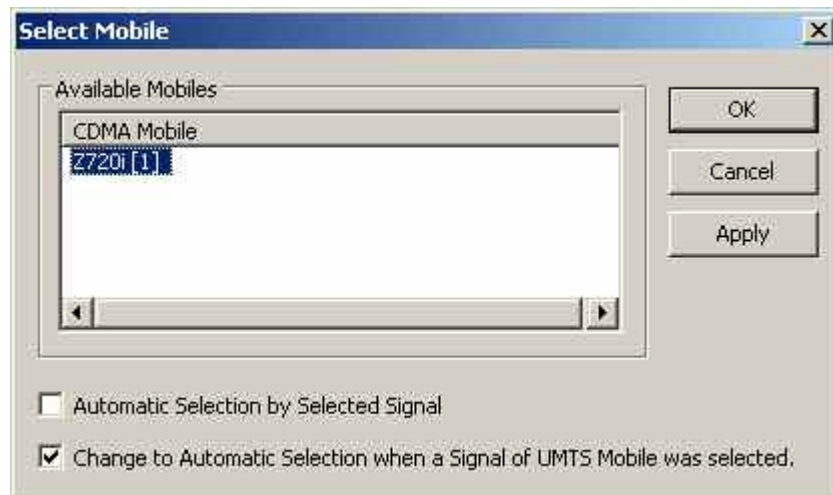 Select Mobile
Available Mobiles
CDMA Mobile
Z720i [1]
OK
Cancel
Apply
Automatic Selection by Selected Signal
Change to Automatic Selection when a Signal of UMTS Mobile was selected.